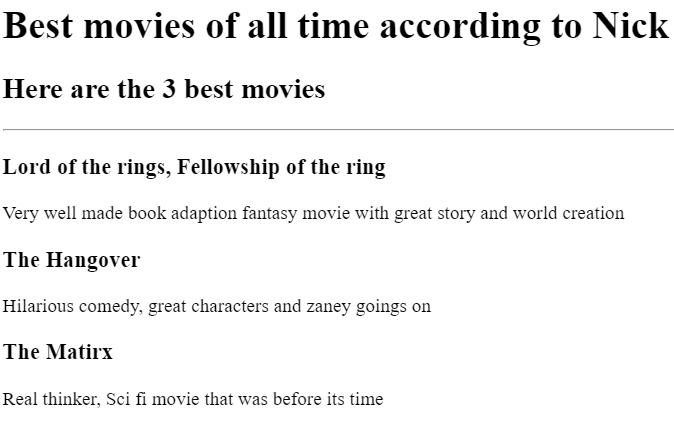 Best movies of all time according to Nick
Here are the 3 best movies
Lord of the rings, Fellowship of the ring
Very well made book adaption fantasy movie with great story and world creation
The Hangover
Hilarious comedy, great characters and zaney goings on
The Matirx
Real thinker, Sci fi movie that was before its time